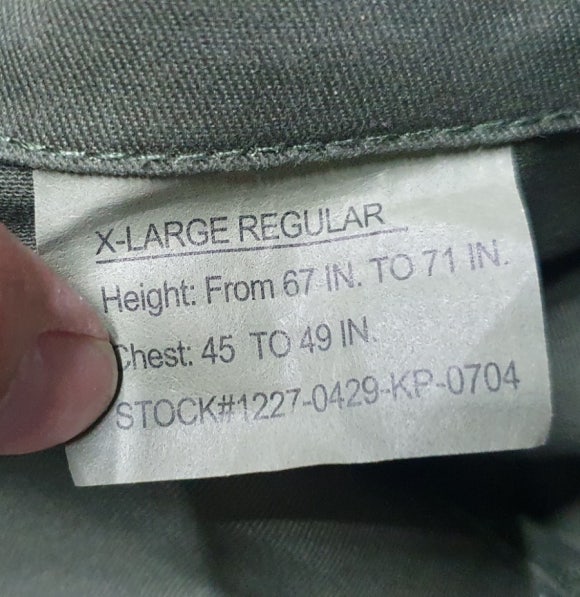 X-LARGE REGULAR
Height: From 67 IN. TO 71 IN.
Chest: 45 TO 49 IN.
STOCK#1227-0429-KP-0704